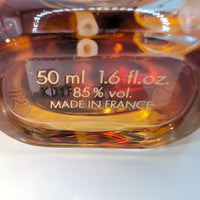 50 ml 1.6 fl.oz.
85% vol.
MADE IN FRANCE